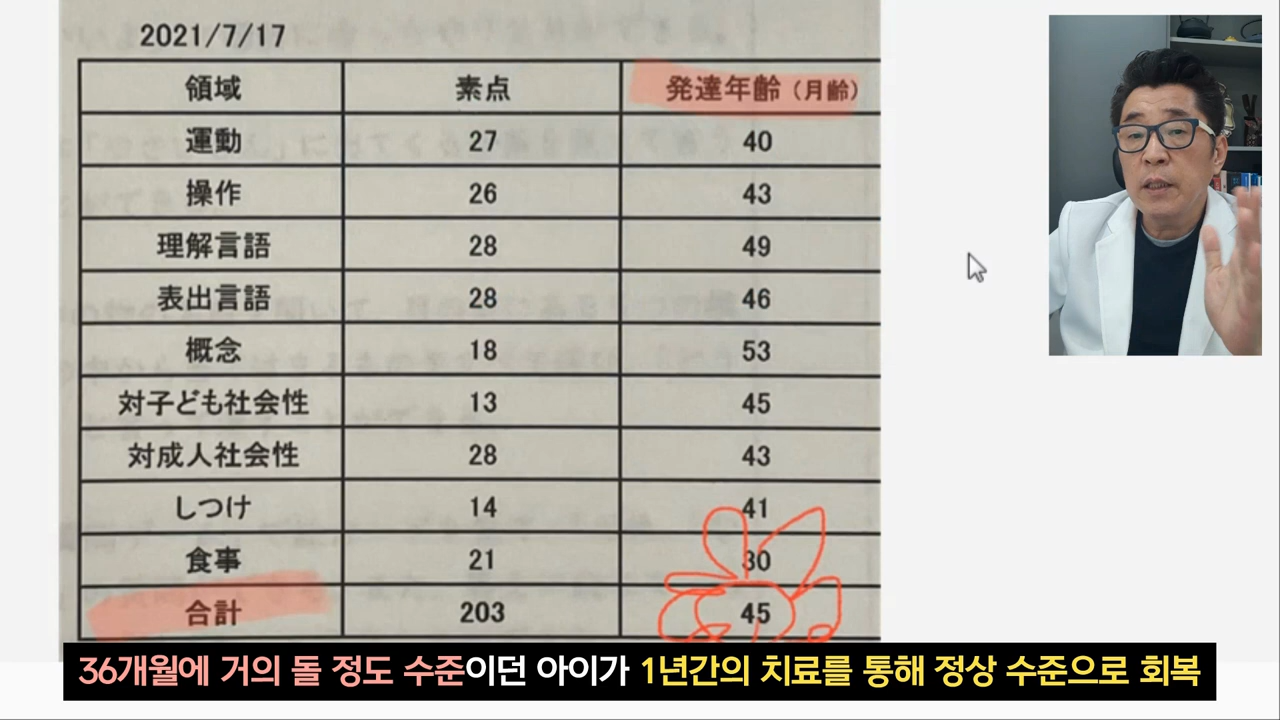 2021/7/17
領域 素点 発達年齢（月齢）
運動 27 40
操作 26 43
理解言語 28 49
表出言語 28 46
概念 18 53
対子ども社会性 13 45
対成人社会性 28 43
しつけ 14 41
食事 21 30
合計 203 45
36개월에 거의 돌 정도 수준이던 아이가 1년간의 치료를 통해 정상 수준으로 회복